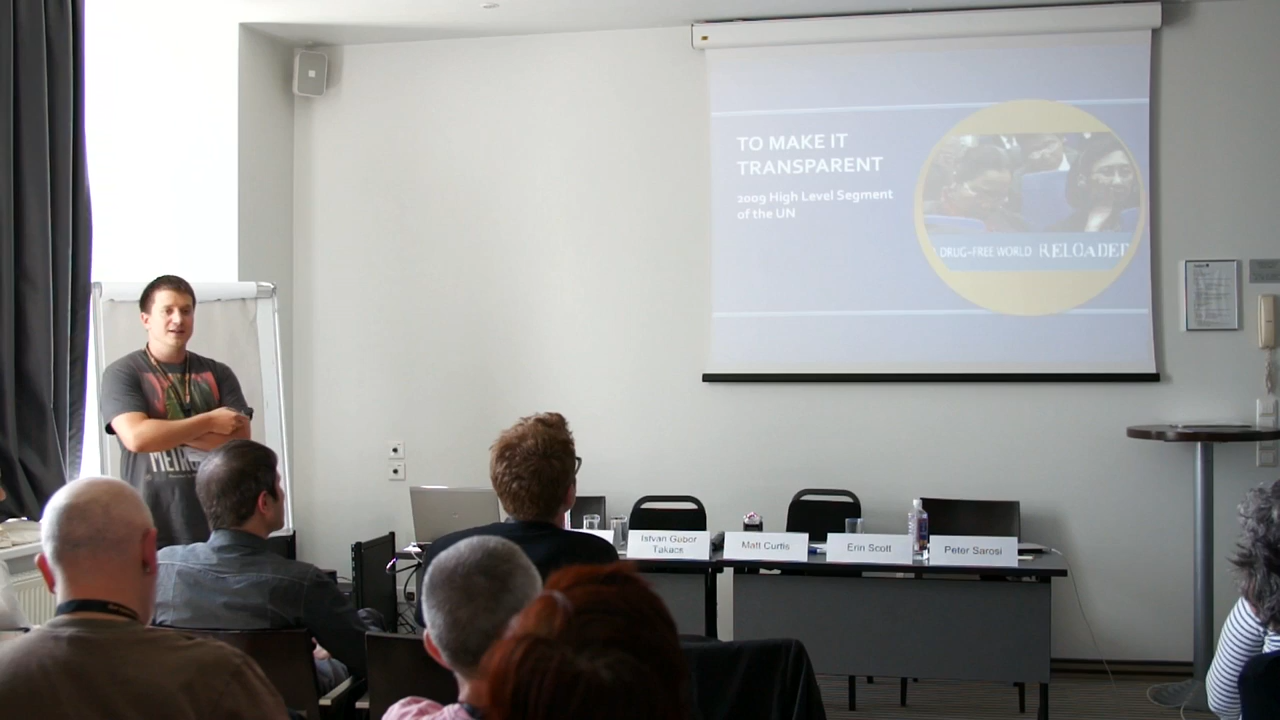 TO MAKE IT
TRANSPARENT
2009 High Level Segment
of the UN
DRUG-FREE WORLD RELOADED
Istvan Gabor
Takacs
Matt Curtis
Erin Scott
Peter Sarosi